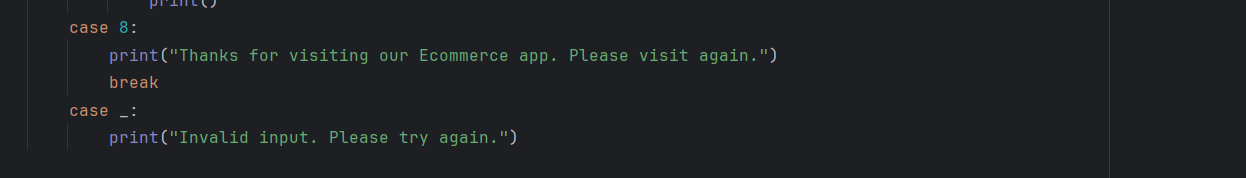 print()
case 8:
print("Thanks for visiting our Ecommerce app. Please visit again.")
break
case _:
print("Invalid input. Please try again.")